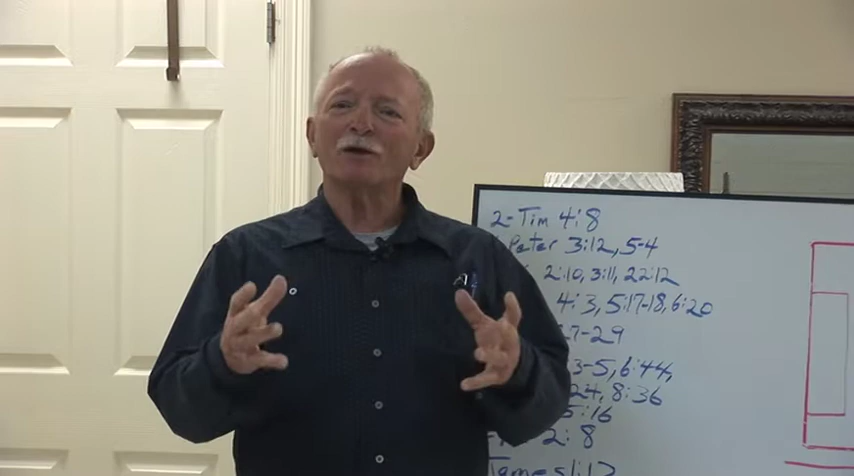 2-Tim 4:8
Peter 3:12, 5-4
2:10, 3:11, 22:12
4:3, 5:17-18, 6:20
7-29
3-5, 6:44,
24, 8:36
5:16
2:8
James 1:12